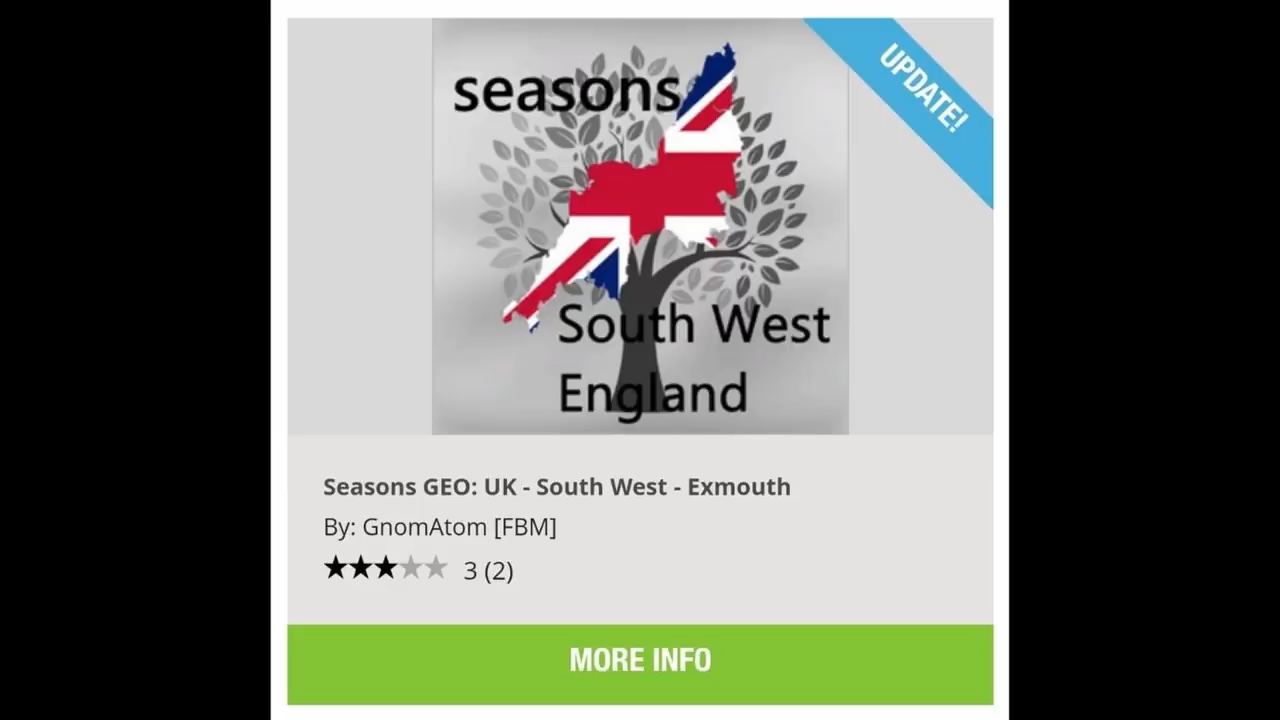 UPDATE!
seasons
South West
England
Seasons GEO: UK - South West - Exmouth
By: GnomAtom [FBM]
3 (2)
MORE INFO